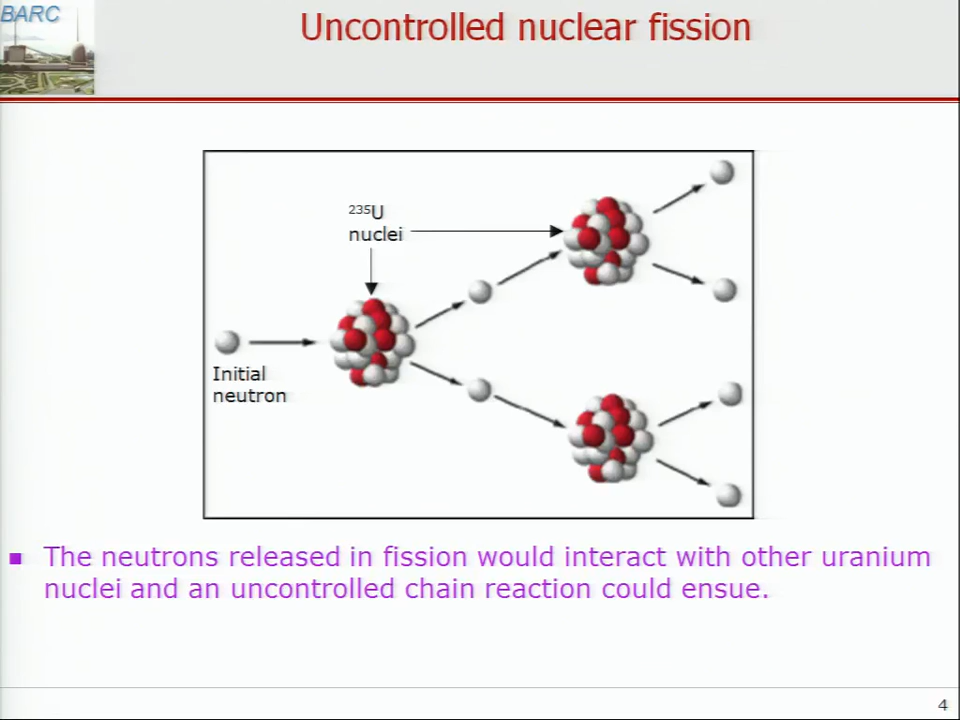 BARC
Uncontrolled nuclear fission
²³⁵U
nuclei
Initial
neutron
■ The neutrons released in fission would interact with other uranium
nuclei and an uncontrolled chain reaction could ensue.
4